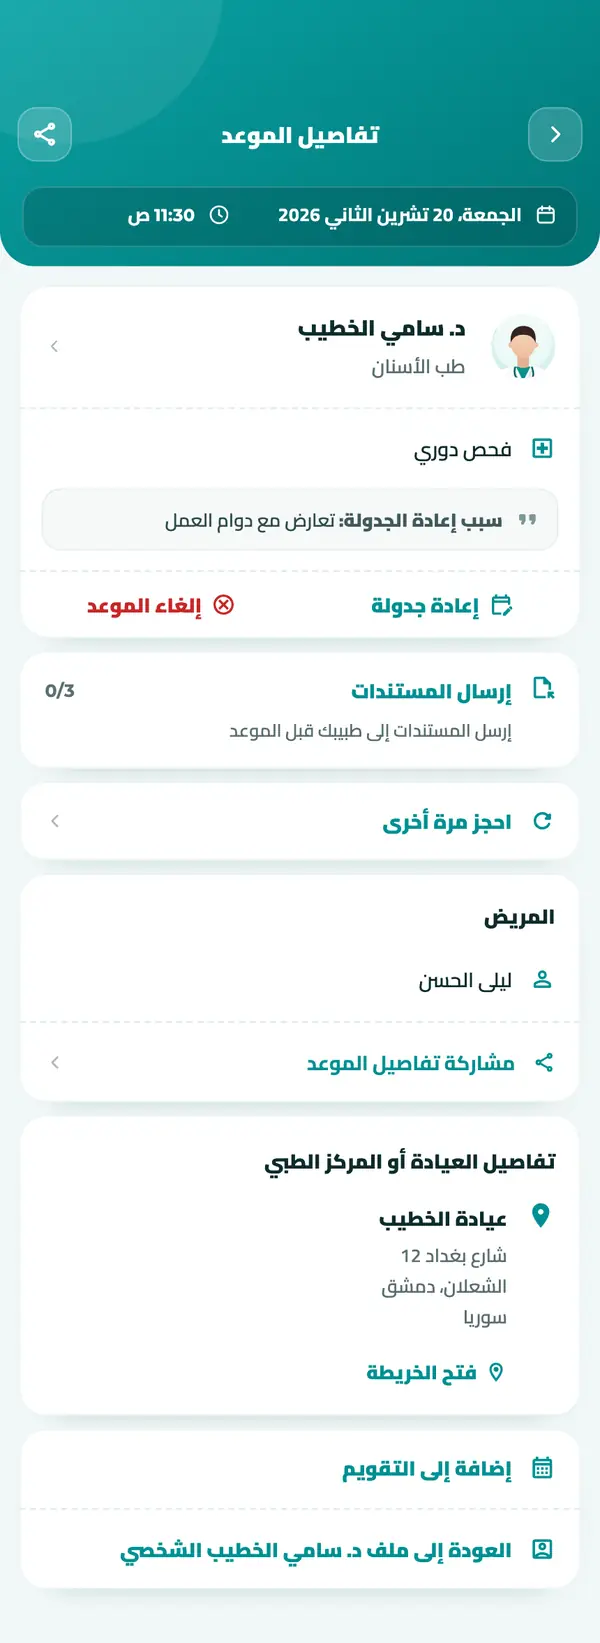 تفاصيل الموعد
الجمعة، 20 تشرين الثاني 2026
11:30 ص
د. سامي الخطيب
طب الأسنان
فحص دوري
سبب إعادة الجدولة: تعارض مع دوام العمل
إعادة جدولة
إلغاء الموعد
إرسال المستندات
0/3
إرسل المستندات إلى طبيبك قبل الموعد
احجز مرة أخرى
المريض
ليلى الحسن
مشاركة تفاصيل الموعد
تفاصيل العيادة أو المركز الطبي
عيادة الخطيب
شارع بغداد 12
الشعلان، دمشق
سوريا
فتح الخريطة
إضافة إلى التقويم
العودة إلى ملف د. سامي الخطيب الشخصي